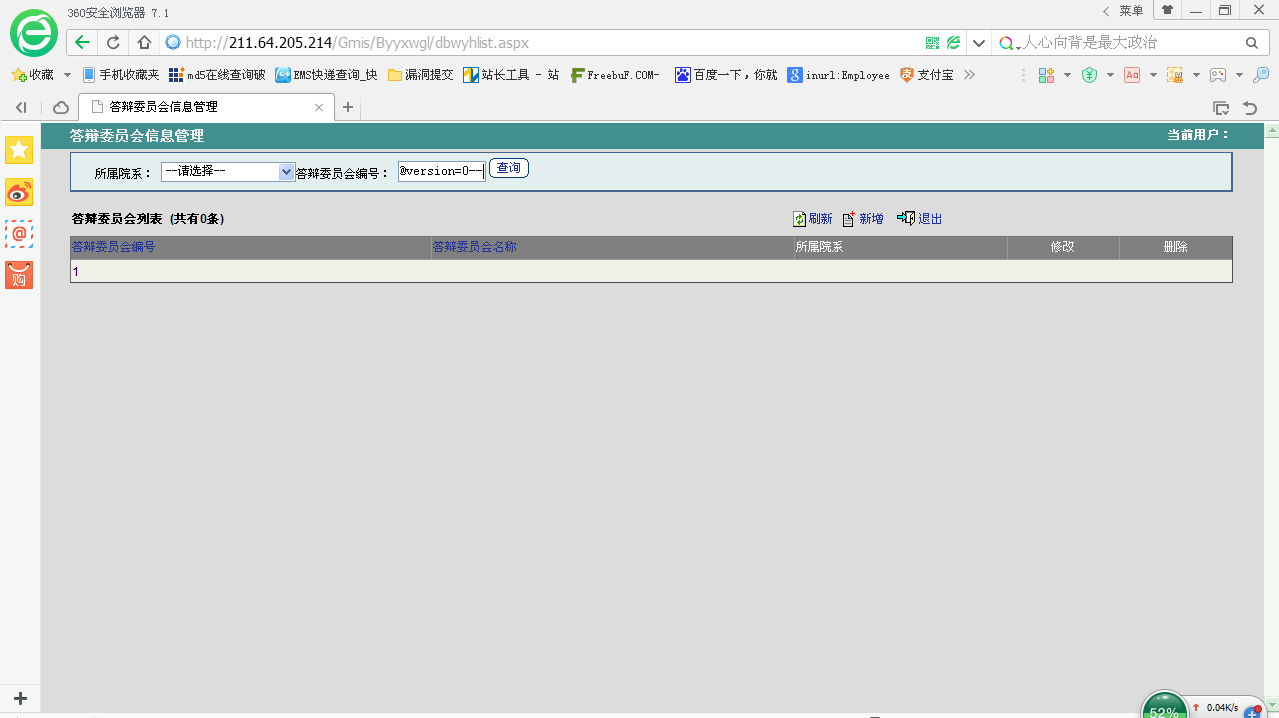 360安全浏览器 7.1
菜单
http://211.64.205.214/Gmis/Byyxwgl/dbwyhlist.aspx
人心向背是最大政治
收藏 手机收藏夹 md5在线查询破 EMS快递查询_快 漏洞提交 站长工具 - 站 FreebuF.COM- 百度一下，你就 inurl:Employee 支付宝
答辩委员会信息管理
答辩委员会信息管理 当前用户：
所属院系： --请选择-- 答辩委员会编号： @version=0-- 查询
答辩委员会列表 (共有0条) 刷新 新增 退出
答辩委员会编号 答辩委员会名称 所属院系 修改 删除
1
@
购
52% 0.04K/s